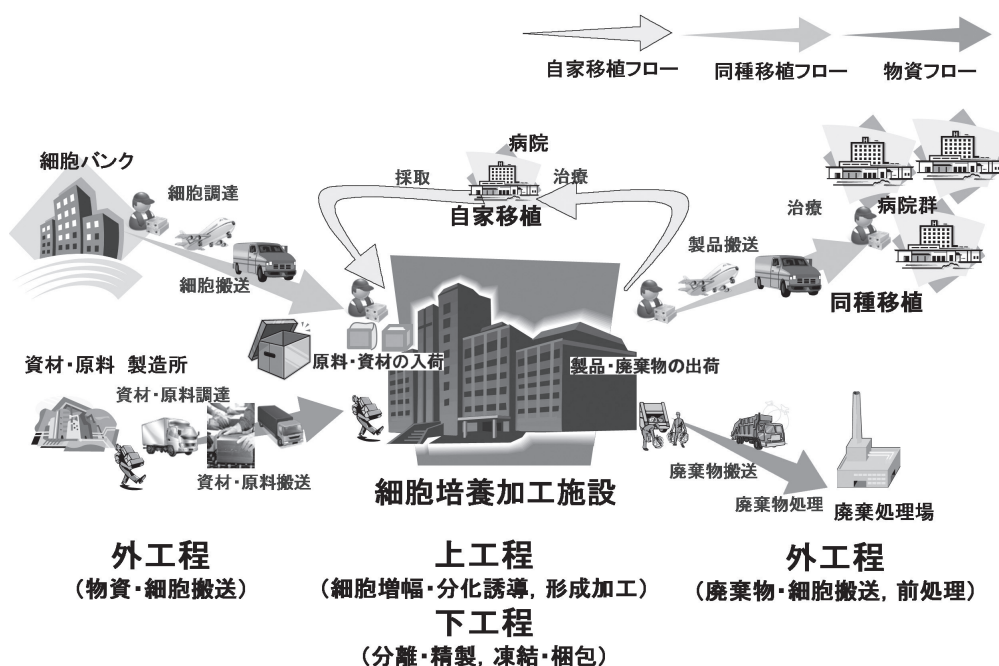 自家移植フロー
同種移植フロー
物資フロー
病院
細胞バンク
採取
治療
細胞調達
自家移植
治療
病院群
製品搬送
細胞搬送
同種移植
原料・資材の入荷
製品・廃棄物の出荷
資材・原料 製造所
資材・原料調達
廃棄物搬送
資材・原料搬送
細胞培養加工施設
廃棄物処理
廃棄処理場
外工程
（物資・細胞搬送）
上工程
（細胞増幅・分化誘導, 形成加工）
外工程
（廃棄物・細胞搬送, 前処理）
下工程
（分離・精製, 凍結・梱包）